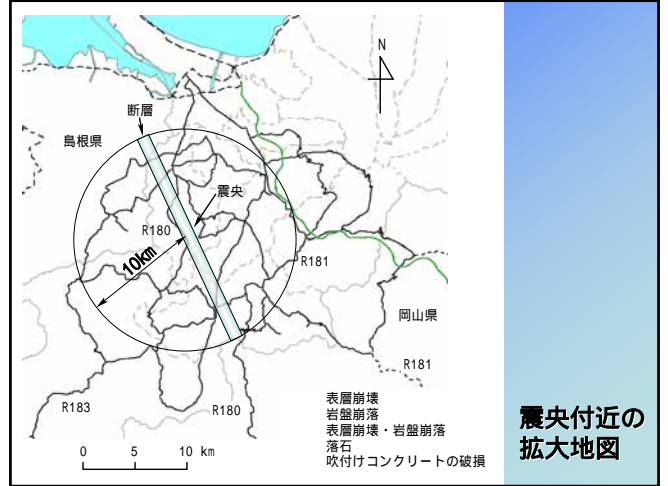 N
断層
島根県
震央
R180
10km
R181
岡山県
R181
R183
R180
0 5 10 km
表層崩壊
岩盤崩落
表層崩壊・岩盤崩落
落石
吹付けコンクリートの破損
震央付近の
拡大地図